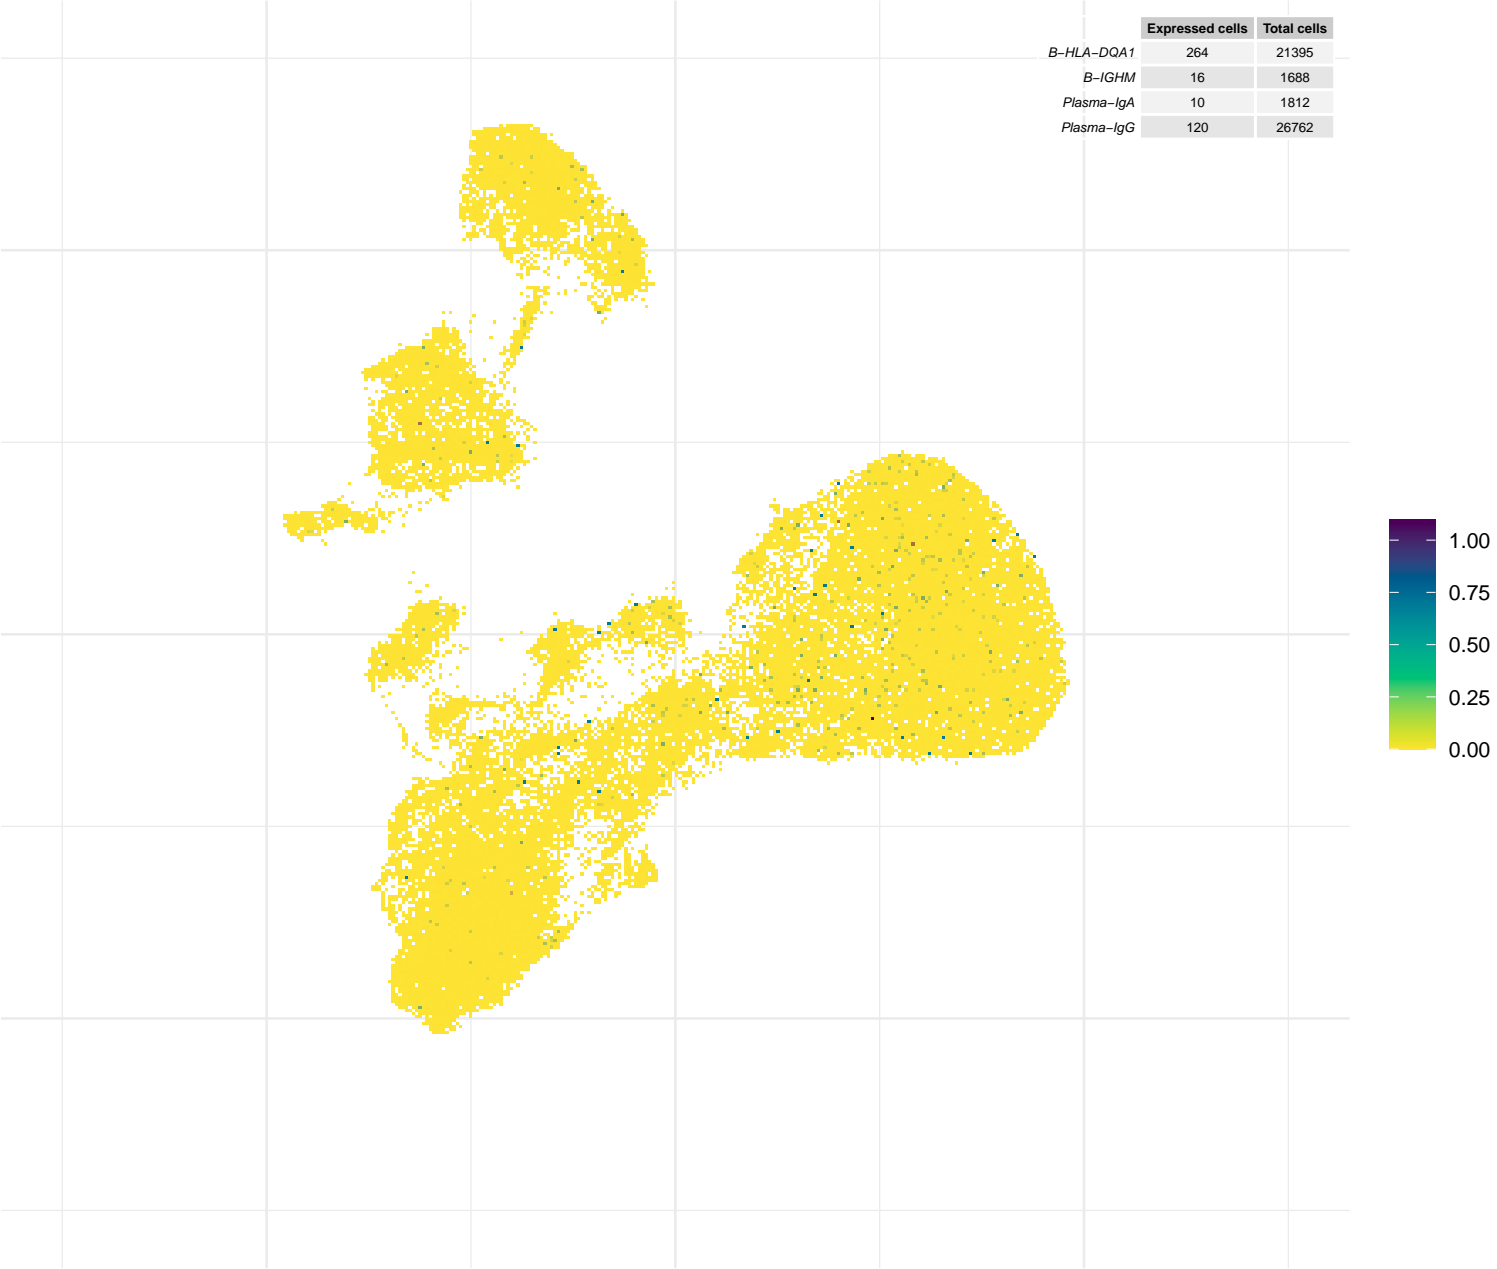 Expressed cells Total cells
B−HLA−DQA1 264 21395
B−IGHM 16 1688
Plasma−IgA 10 1812
Plasma−IgG 120 26762
1.00
0.75
0.50
0.25
0.00